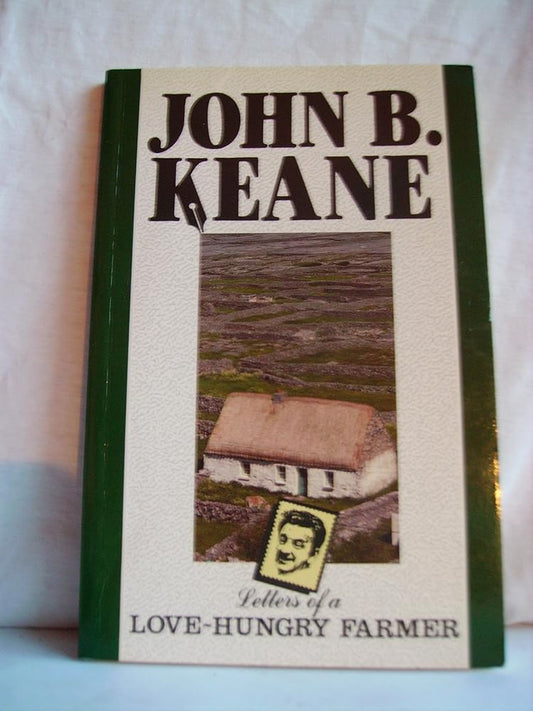 JOHN B.
KEANE
Letters of a
LOVE-HUNGRY FARMER